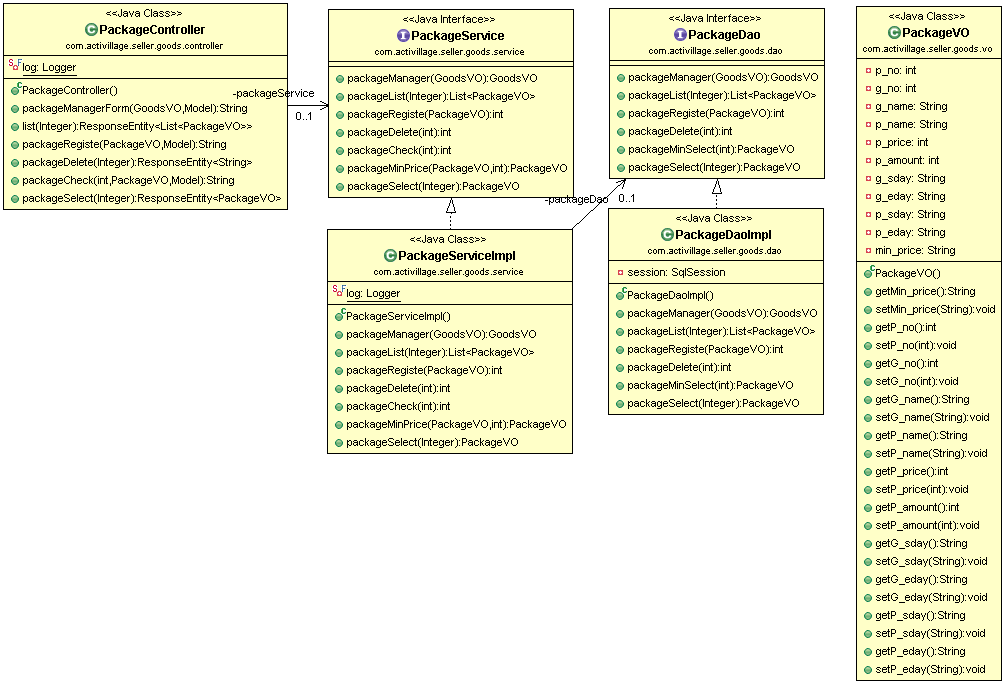 <<Java Class>>
PackageController
com.activillage.seller.goods.controller
log: Logger
PackageController()
packageManagerForm(GoodsVO,Model):String
list(Integer):ResponseEntity<List<PackageVO>>
packageRegiste(PackageVO,Model):String
packageDelete(Integer):ResponseEntity<String>
packageCheck(int,PackageVO,Model):String
packageSelect(Integer):ResponseEntity<PackageVO>
-packageService
0..1
<<Java Interface>>
PackageService
com.activillage.seller.goods.service
packageManager(GoodsVO):GoodsVO
packageList(Integer):List<PackageVO>
packageRegiste(PackageVO):int
packageDelete(int):int
packageCheck(int):int
packageMinPrice(PackageVO,int):PackageVO
packageSelect(Integer):PackageVO
<<Java Interface>>
PackageDao
com.activillage.seller.goods.dao
packageManager(GoodsVO):GoodsVO
packageList(Integer):List<PackageVO>
packageRegiste(PackageVO):int
packageDelete(int):int
packageMinSelect(int):PackageVO
packageSelect(Integer):PackageVO
-packageDao
0..1
<<Java Class>>
PackageServiceImpl
com.activillage.seller.goods.service
log: Logger
PackageServiceImpl()
packageManager(GoodsVO):GoodsVO
packageList(Integer):List<PackageVO>
packageRegiste(PackageVO):int
packageDelete(int):int
packageCheck(int):int
packageMinPrice(PackageVO,int):PackageVO
packageSelect(Integer):PackageVO
<<Java Class>>
PackageDaoImpl
com.activillage.seller.goods.dao
session: SqlSession
PackageDaoImpl()
packageManager(GoodsVO):GoodsVO
packageList(Integer):List<PackageVO>
packageRegiste(PackageVO):int
packageDelete(int):int
packageMinSelect(int):PackageVO
packageSelect(Integer):PackageVO
<<Java Class>>
PackageVO
com.activillage.seller.goods.vo
p_no: int
g_no: int
g_name: String
p_name: String
p_price: int
p_amount: int
g_sday: String
g_eday: String
p_sday: String
p_eday: String
min_price: String
PackageVO()
getMin_price():String
setMin_price(String):void
getP_no():int
setP_no(int):void
getG_no():int
setG_no(int):void
getG_name():String
setG_name(String):void
getP_name():String
setP_name(String):void
getP_price():int
setP_price(int):void
getP_amount():int
setP_amount(int):void
getG_sday():String
setG_sday(String):void
getG_eday():String
setG_eday(String):void
getP_sday():String
setP_sday(String):void
getP_eday():String
setP_eday(String):void